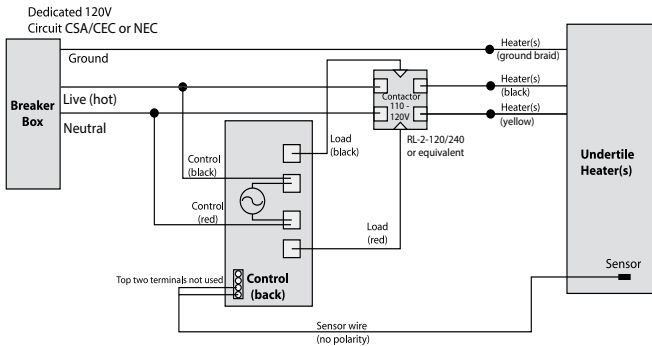 Dedicated 120V
Circuit CSA/CEC or NEC
Breaker
Box
Ground
Live (hot)
Neutral
Heater(s)
(ground braid)
Heater(s)
(black)
Heater(s)
(yellow)
Contactor
110 -
120V
RL-2-120/240
or equivalent
Load
(black)
Control
(black)
Control
(red)
Load
(red)
Undertile
Heater(s)
Sensor
Top two terminals not used
Control
(back)
Sensor wire
(no polarity)